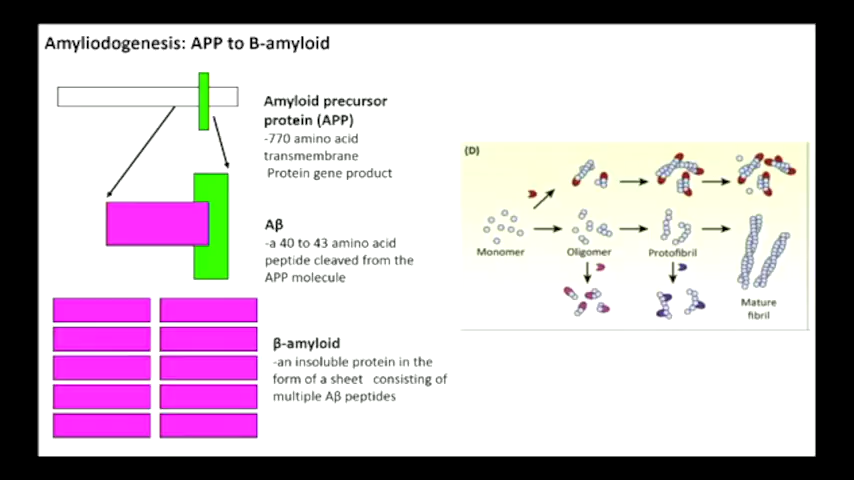 Amyliodogenesis: APP to B-amyloid
Amyloid precursor
protein (APP)
-770 amino acid
transmembrane
Protein gene product
Aβ
-a 40 to 43 amino acid
peptide cleaved from the
APP molecule
β-amyloid
-an insoluble protein in the
form of a sheet consisting of
multiple Aβ peptides
(D)
Monomer
Oligomer
Protofibril
Mature
fibril